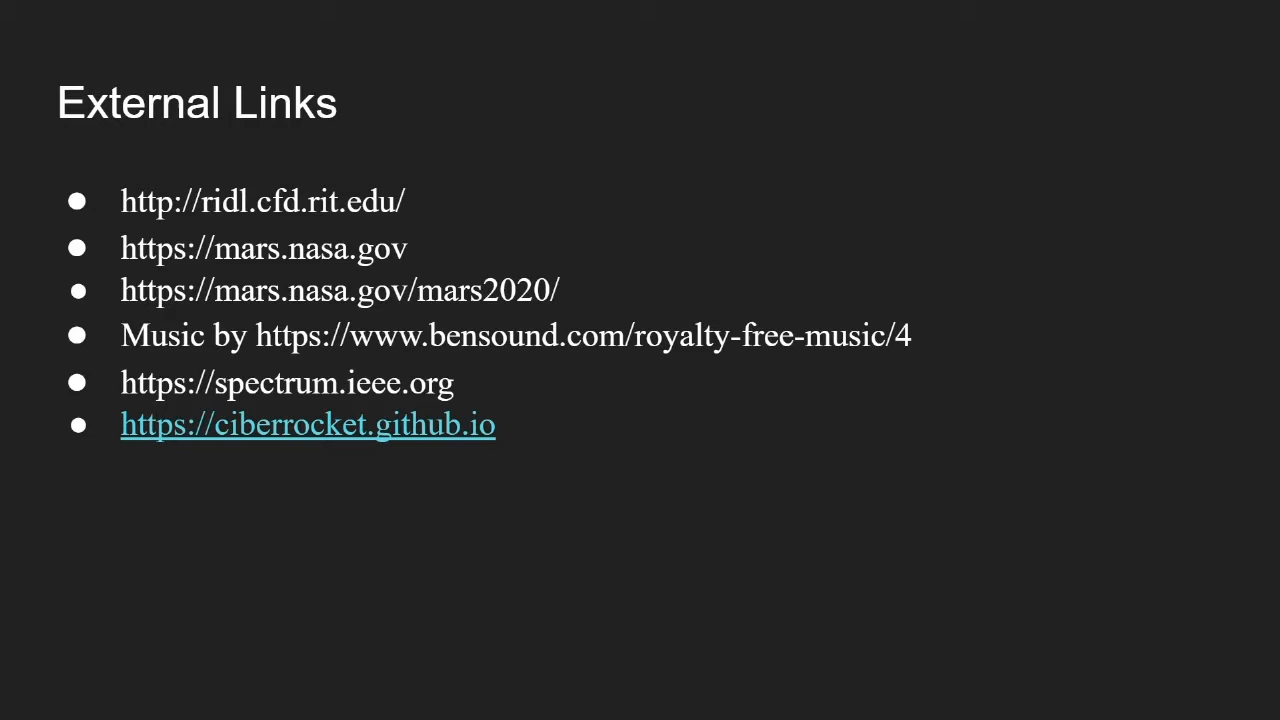 External Links
● http://ridl.cfd.rit.edu/
● https://mars.nasa.gov
● https://mars.nasa.gov/mars2020/
● Music by https://www.bensound.com/royalty-free-music/4
● https://spectrum.ieee.org
● https://ciberrocket.github.io